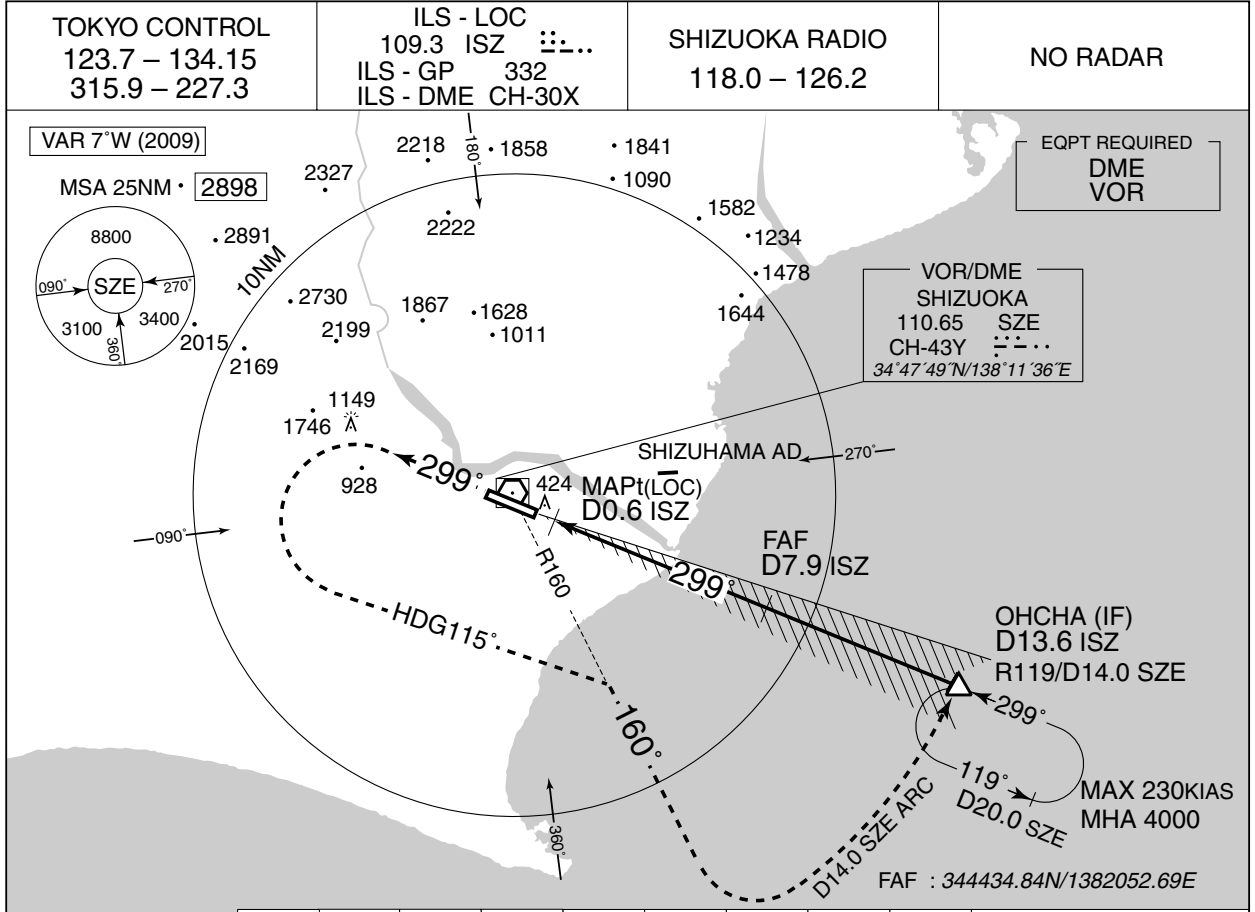 TOKYO CONTROL
123.7 – 134.15
315.9 – 227.3
ILS - LOC
109.3 ISZ
ILS - GP 332
ILS - DME CH-30X
SHIZUOKA RADIO
118.0 – 126.2
NO RADAR
VAR 7°W (2009)
MSA 25NM
2898
8800
SZE
090°
270°
3100
3400
360°
EQPT REQUIRED
DME
VOR
VOR/DME
SHIZUOKA
110.65 SZE
CH-43Y
34°47´49˝N/138°11´36˝E
180°
2218
1858
1841
1090
2327
2222
1582
1234
1478
1644
2891
10NM
2730
2199
1867
1628
1011
2015
2169
1149
1746
928
299°
424
SHIZUHAMA AD
270°
MAPt(LOC)
D0.6 ISZ
090°
R160
FAF
D7.9 ISZ
299°
HDG115°
OHCHA (IF)
D13.6 ISZ
R119/D14.0 SZE
299°
160°
119°
D20.0 SZE
MAX 230KIAS
MHA 4000
D14.0 SZE ARC
360°
FAF : 344434.84N/1382052.69E